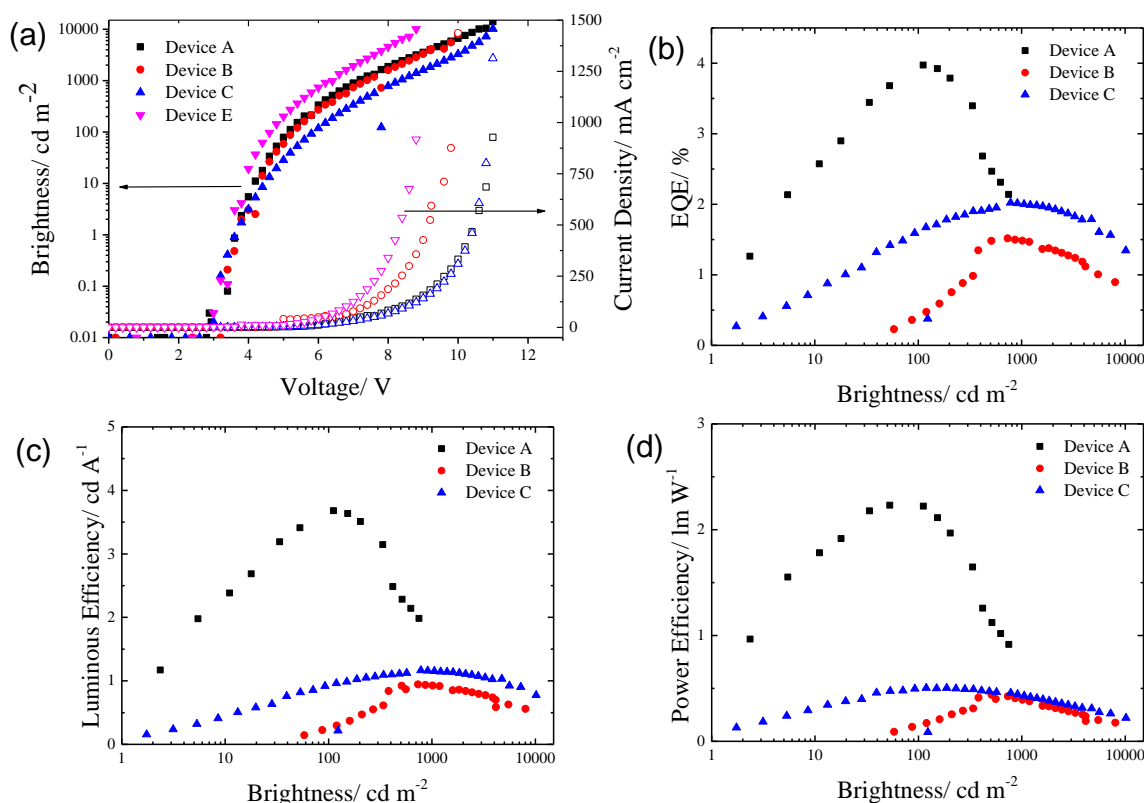 (a)
Device A
Device B
Device C
Device E
10000
1000
100
10
1
0.1
0.01
Brightness/ cd m-2
0 2 4 6 8 10 12
Voltage/ V
1500
1250
1000
750
500
250
0
Current Density/ mA cm-2
(b)
Device A
Device B
Device C
4%
3%
2%
1%
0%
EQE/ %
1 10 100 1000 10000
Brightness/ cd m-2
(c)
Device A
Device B
Device C
5
4
3
2
1
0
Luminous Efficiency/ cd A-1
1 10 100 1000 10000
Brightness/ cd m-2
(d)
Device A
Device B
Device C
3
2
1
0
Power Efficiency/ lm W-1
1 10 100 1000 10000
Brightness/ cd m-2